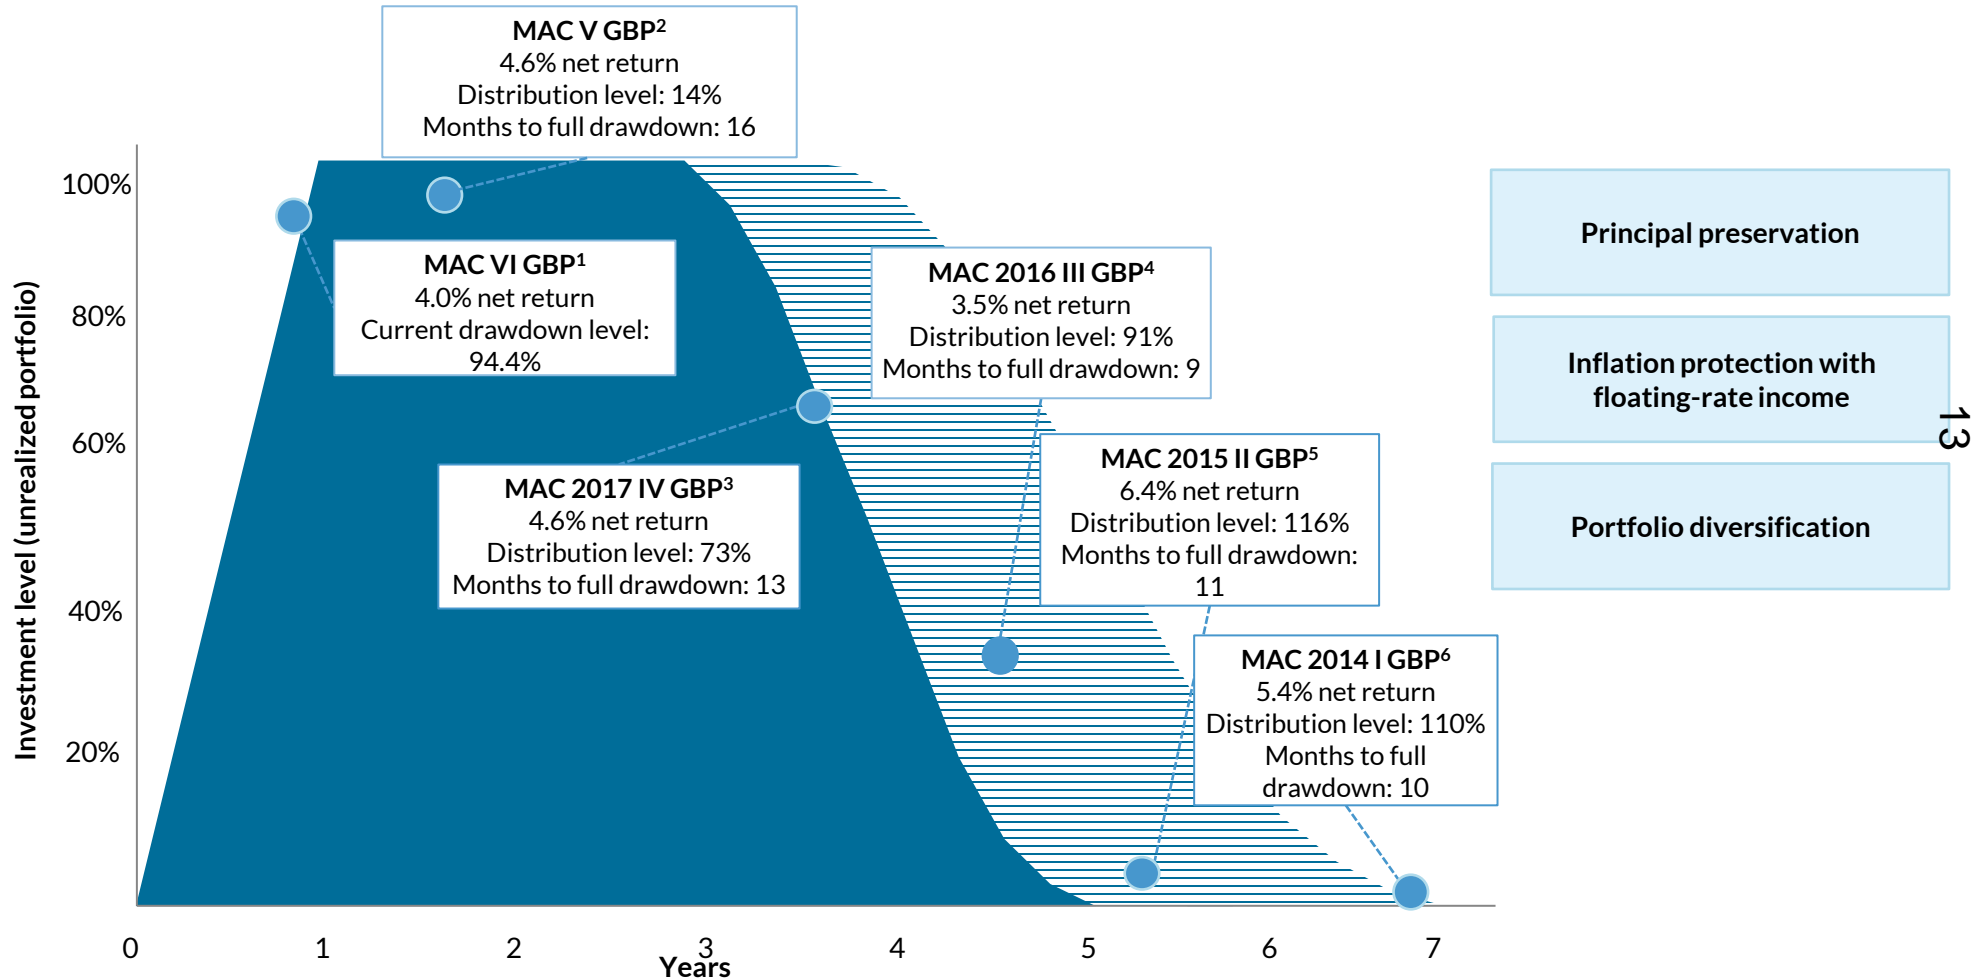 MAC V GBP²
4.6% net return
Distribution level: 14%
Months to full drawdown: 16
100%
80%
60%
40%
20%
Investment level (unrealized portfolio)
MAC VI GBP¹
4.0% net return
Current drawdown level:
94.4%
MAC 2016 III GBP⁴
3.5% net return
Distribution level: 91%
Months to full drawdown: 9
MAC 2017 IV GBP³
4.6% net return
Distribution level: 73%
Months to full drawdown: 13
MAC 2015 II GBP⁵
6.4% net return
Distribution level: 116%
Months to full drawdown:
11
MAC 2014 I GBP⁶
5.4% net return
Distribution level: 110%
Months to full
drawdown: 10
0 1 2 3 4 5 6 7
Years
Principal preservation
Inflation protection with
floating-rate income
Portfolio diversification
13